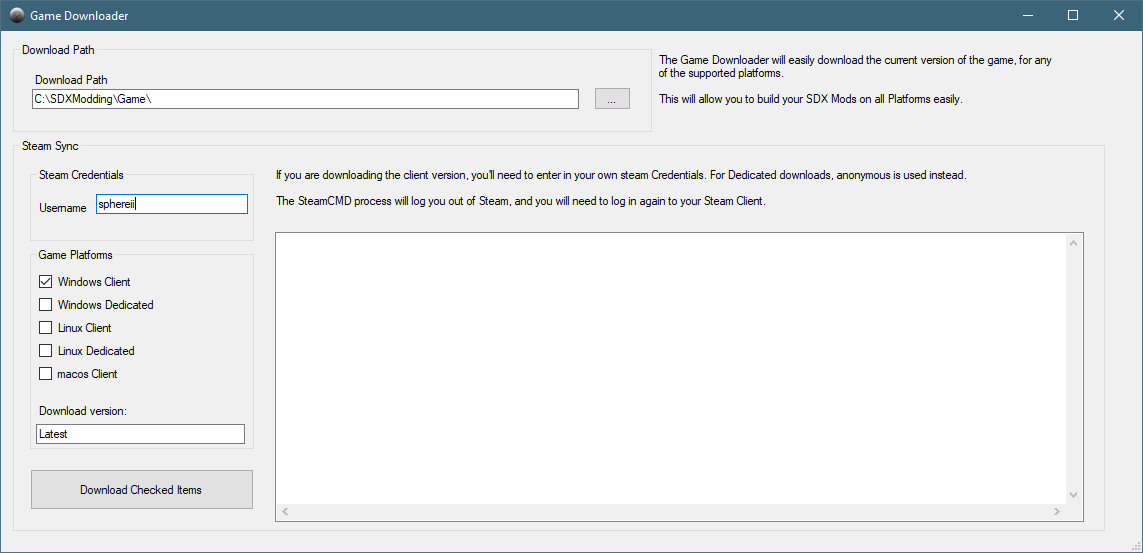 Game Downloader
Download Path
Download Path
C:\SDXModding\Game\
...
The Game Downloader will easily download the current version of the game, for any
of the supported platforms.
This will allow you to build your SDX Mods on all Platforms easily.
Steam Sync
Steam Credentials
Username
sphereii
If you are downloading the client version, you'll need to enter in your own steam Credentials. For Dedicated downloads, anonymous is used instead.
The SteamCMD process will log you out of Steam, and you will need to log in again to your Steam Client.
Game Platforms
Windows Client
Windows Dedicated
Linux Client
Linux Dedicated
macos Client
Download version:
Latest
Download Checked Items